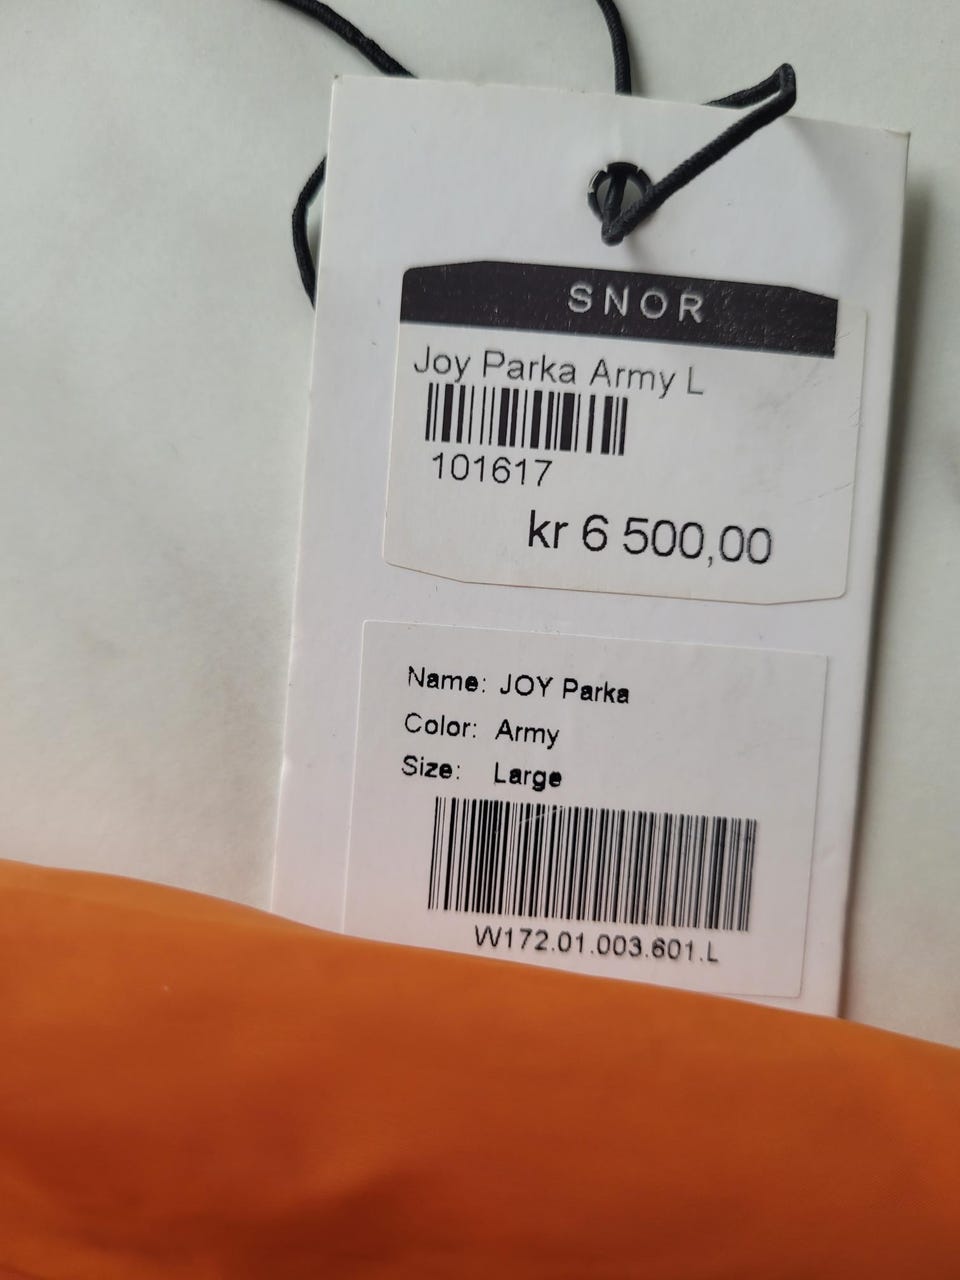 SNOR
Joy Parka Army L
101617
kr 6 500,00
Name: JOY Parka
Color: Army
Size: Large
W172.01.003.601.L